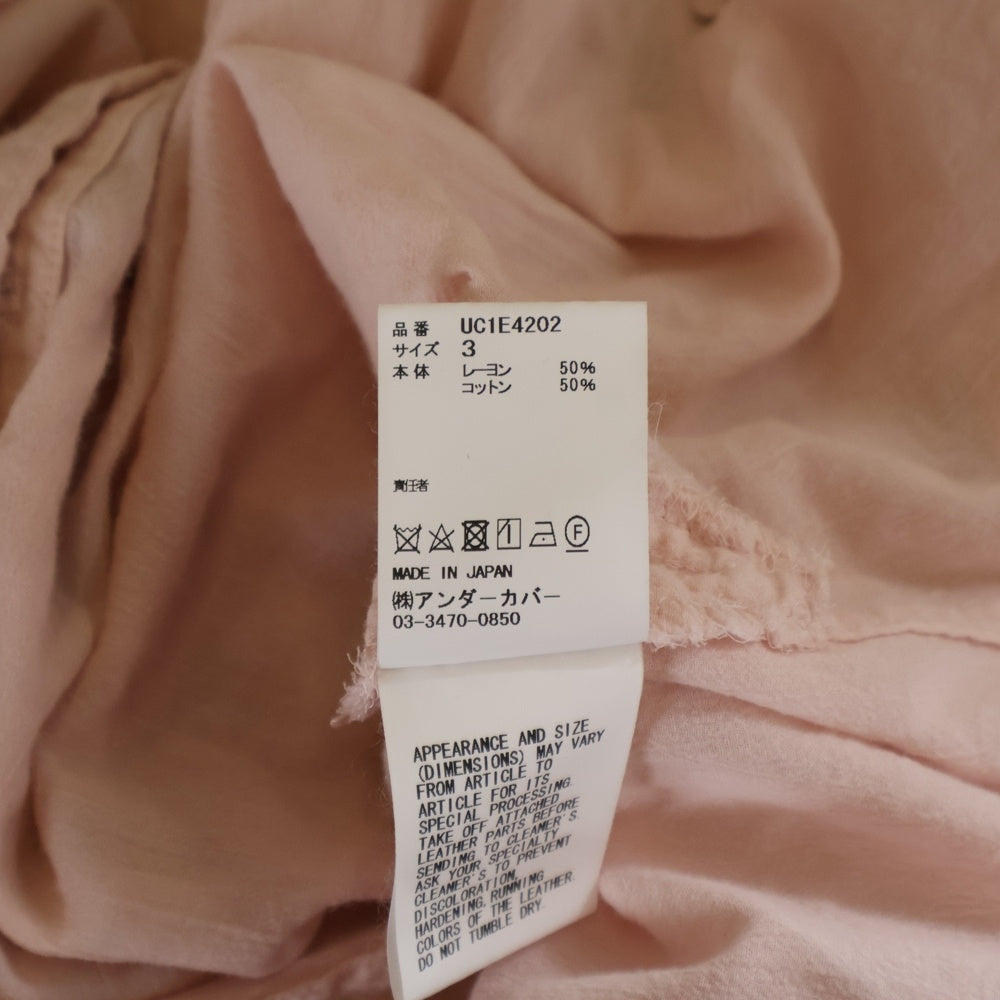 品番 UC1E4202
サイズ 3
本体 レーヨン 50%
コットン 50%
責任者
F
MADE IN JAPAN
㈱アンダーカバー
03-3470-0850
APPEARANCE AND SIZE
(DIMENSIONS) MAY VARY
FROM ARTICLE TO
ARTICLE FOR ITS
SPECIAL PROCESSING.
TAKE OFF ATTACHED
LEATHER PARTS BEFORE
SENDING TO CLEANER'S.
ASK YOUR SPECIALTY
CLEANER'S TO PREVENT
DISCOLORATION,
HARDENING, RUNNING
COLORS OF THE LEATHER.
DO NOT TUMBLE DRY.